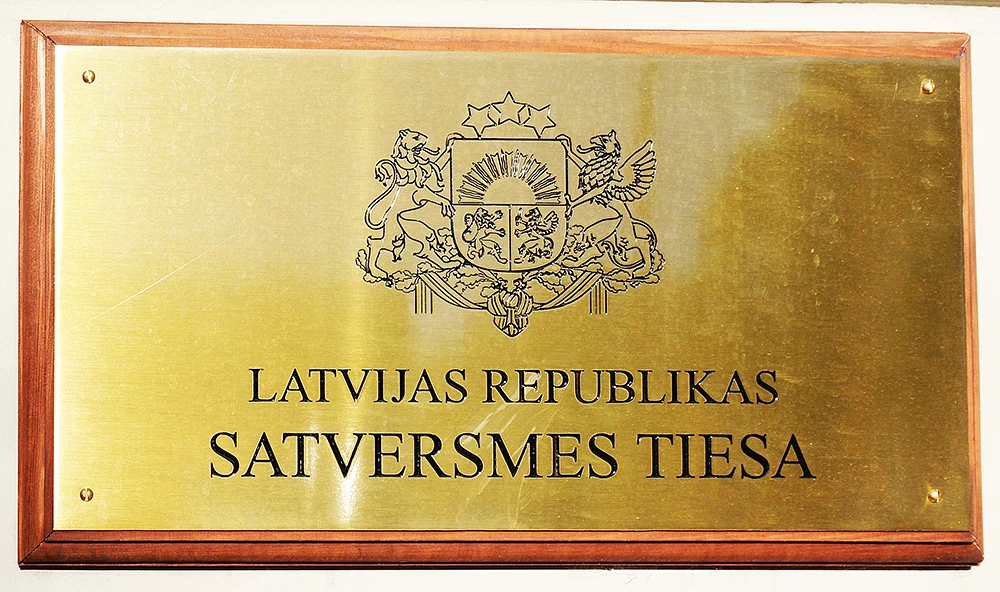 LATVIJAS REPUBLIKAS
SATVERSMES TIESA